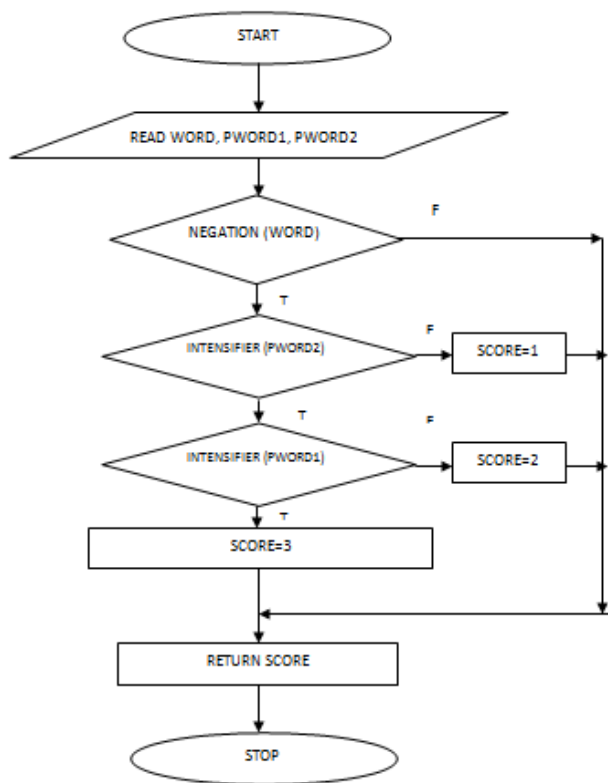 START
READ WORD, PWORD1, PWORD2
F
NEGATION (WORD)
T
INTENSIFIER (PWORD2)
F
SCORE=1
T
F
INTENSIFIER (PWORD1)
SCORE=2
T
SCORE=3
RETURN SCORE
STOP